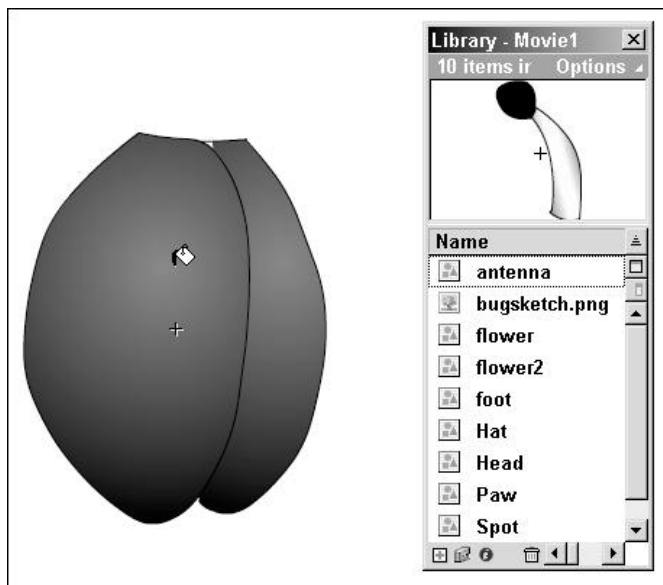 Library - Movie1
10 items ir Options
Name
antenna
bugsketch.png
flower
flower2
foot
Hat
Head
Paw
Spot